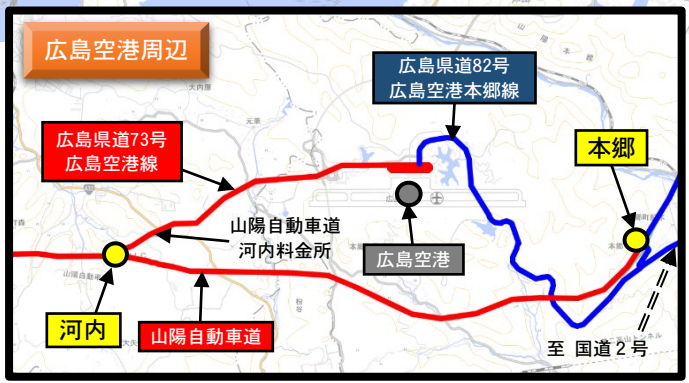 広島空港周辺
広島県道82号
広島空港本郷線
広島県道73号
広島空港線
本郷
山陽自動車道
河内料金所
広島空港
河内
山陽自動車道
至 国道2号